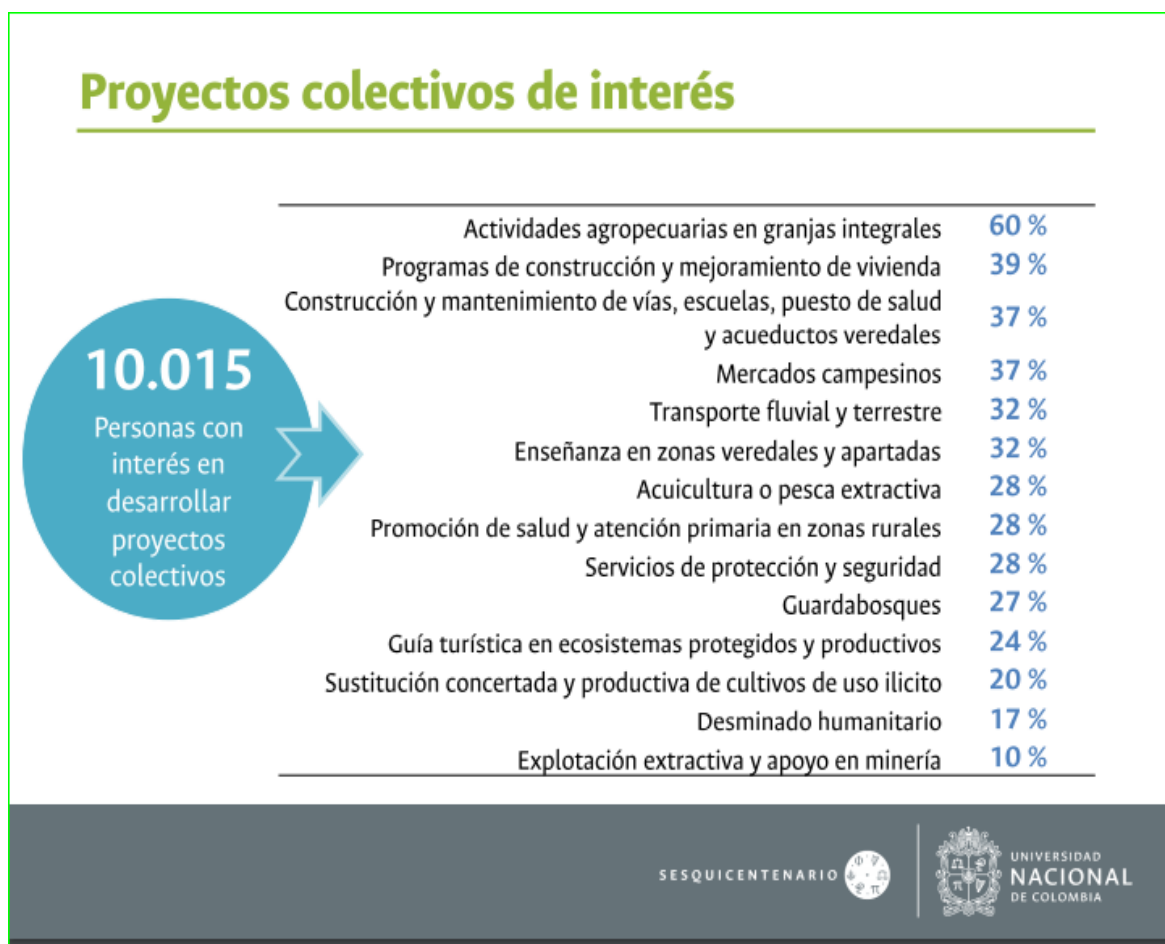 Proyectos colectivos de interés
10.015
Personas con
interés en
desarrollar
proyectos
colectivos
Actividades agropecuarias en granjas integrales 60 %
Programas de construcción y mejoramiento de vivienda 39 %
Construcción y mantenimiento de vías, escuelas, puesto de salud
y acueductos veredales 37 %
Mercados campesinos 37 %
Transporte fluvial y terrestre 32 %
Enseñanza en zonas veredales y apartadas 32 %
Acuicultura o pesca extractiva 28 %
Promoción de salud y atención primaria en zonas rurales 28 %
Servicios de protección y seguridad 28 %
Guardabosques 27 %
Guía turística en ecosistemas protegidos y productivos 24 %
Sustitución concertada y productiva de cultivos de uso ilicito 20 %
Desminado humanitario 17 %
Explotación extractiva y apoyo en minería 10 %
SESQUICENTENARIO
UNIVERSIDAD
NACIONAL
DE COLOMBIA